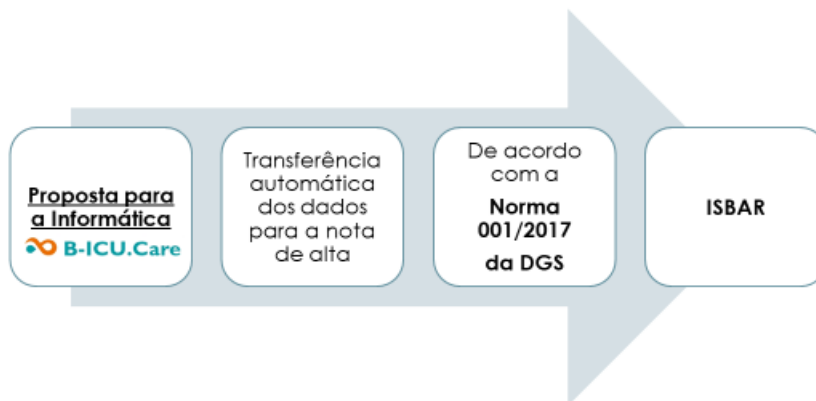 Proposta para
a Informática
B-ICU.Care
Transferência
automática
dos dados
para a nota
de alta
De acordo
com a
Norma
001/2017
da DGS
ISBAR